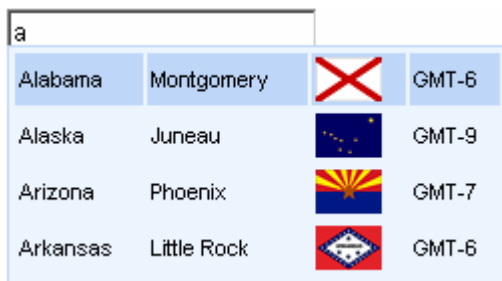 a
Alabama Montgomery GMT-6
Alaska Juneau GMT-9
Arizona Phoenix GMT-7
Arkansas Little Rock GMT-6